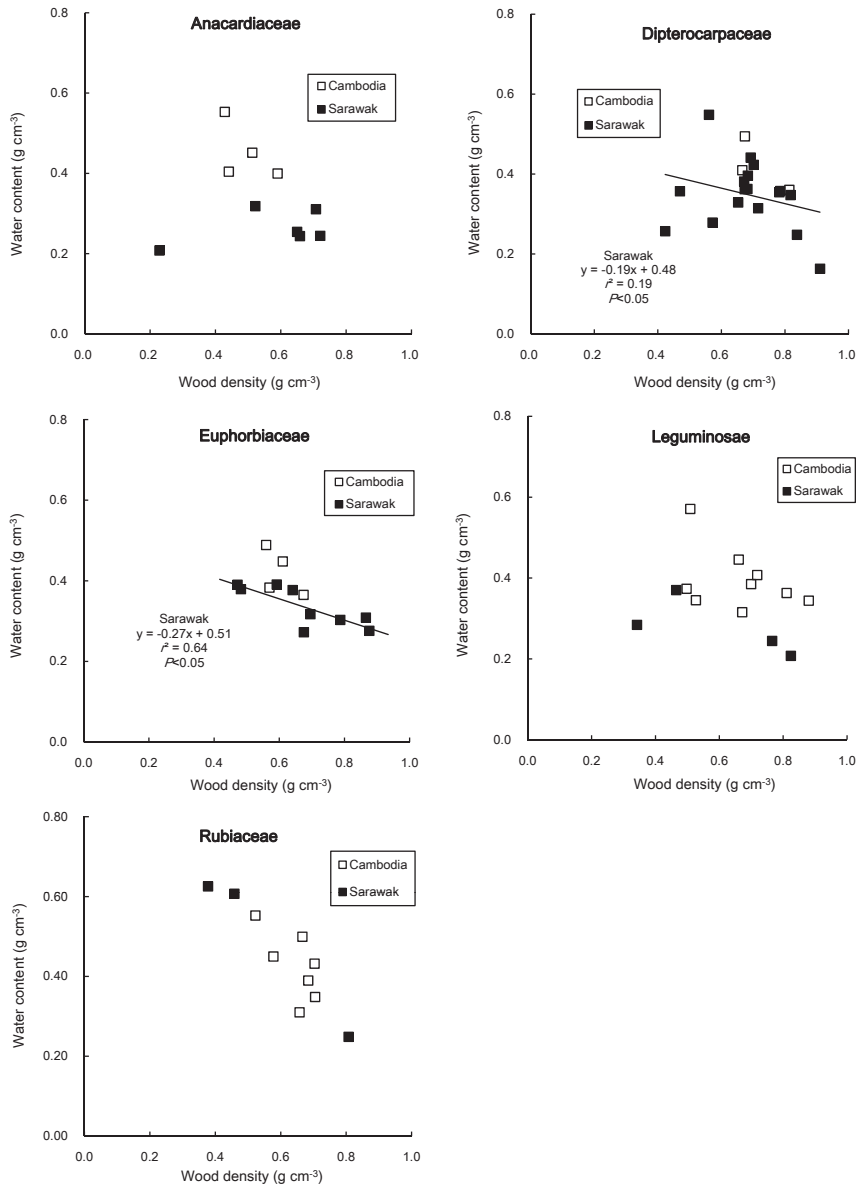 Anacardiaceae
0.8
0.6
0.4
0.2
0.0
Water content (g cm⁻³)
□ Cambodia
■ Sarawak
0.0 0.2 0.4 0.6 0.8 1.0
Wood density (g cm⁻³)
Dipterocarpaceae
0.8
0.6
0.4
0.2
0.0
Water content (g cm⁻³)
□ Cambodia
■ Sarawak
Sarawak
y = -0.19x + 0.48
r² = 0.19
P<0.05
0.0 0.2 0.4 0.6 0.8 1.0
Wood density (g cm⁻³)
Euphorbiaceae
0.8
0.6
0.4
0.2
0.0
Water content (g cm⁻³)
□ Cambodia
■ Sarawak
Sarawak
y = -0.27x + 0.51
r² = 0.64
P<0.05
0.0 0.2 0.4 0.6 0.8 1.0
Wood density (g cm⁻³)
Leguminosae
0.8
0.6
0.4
0.2
0.0
Water content (g cm⁻³)
□ Cambodia
■ Sarawak
0.0 0.2 0.4 0.6 0.8 1.0
Wood density (g cm⁻³)
Rubiaceae
0.80
0.60
0.40
0.20
0.00
Water content (g cm⁻³)
□ Cambodia
■ Sarawak
0.0 0.2 0.4 0.6 0.8 1.0
Wood density (g cm⁻³)